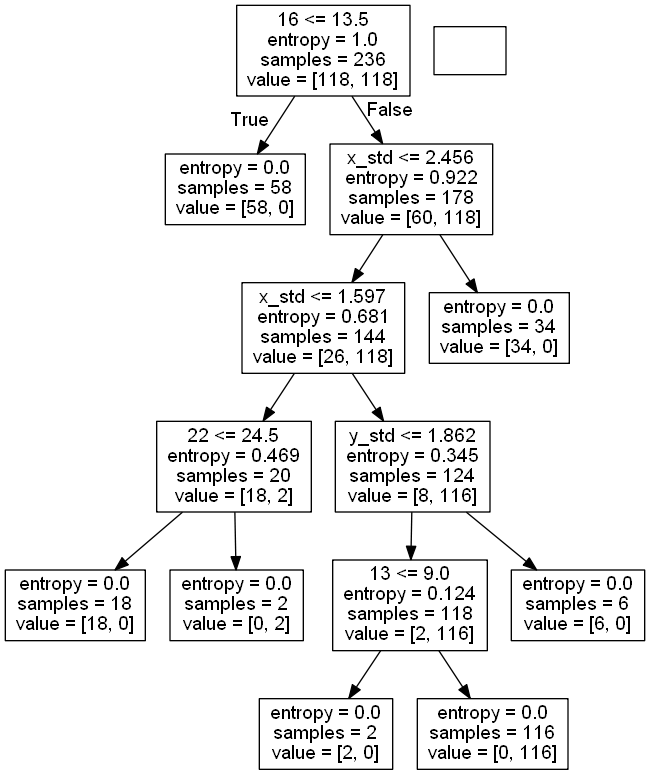 16 <= 13.5
entropy = 1.0
samples = 236
value = [118, 118]
True
False
entropy = 0.0
samples = 58
value = [58, 0]
x_std <= 2.456
entropy = 0.922
samples = 178
value = [60, 118]
x_std <= 1.597
entropy = 0.681
samples = 144
value = [26, 118]
entropy = 0.0
samples = 34
value = [34, 0]
22 <= 24.5
entropy = 0.469
samples = 20
value = [18, 2]
y_std <= 1.862
entropy = 0.345
samples = 124
value = [8, 116]
entropy = 0.0
samples = 18
value = [18, 0]
entropy = 0.0
samples = 2
value = [0, 2]
13 <= 9.0
entropy = 0.124
samples = 118
value = [2, 116]
entropy = 0.0
samples = 6
value = [6, 0]
entropy = 0.0
samples = 2
value = [2, 0]
entropy = 0.0
samples = 116
value = [0, 116]